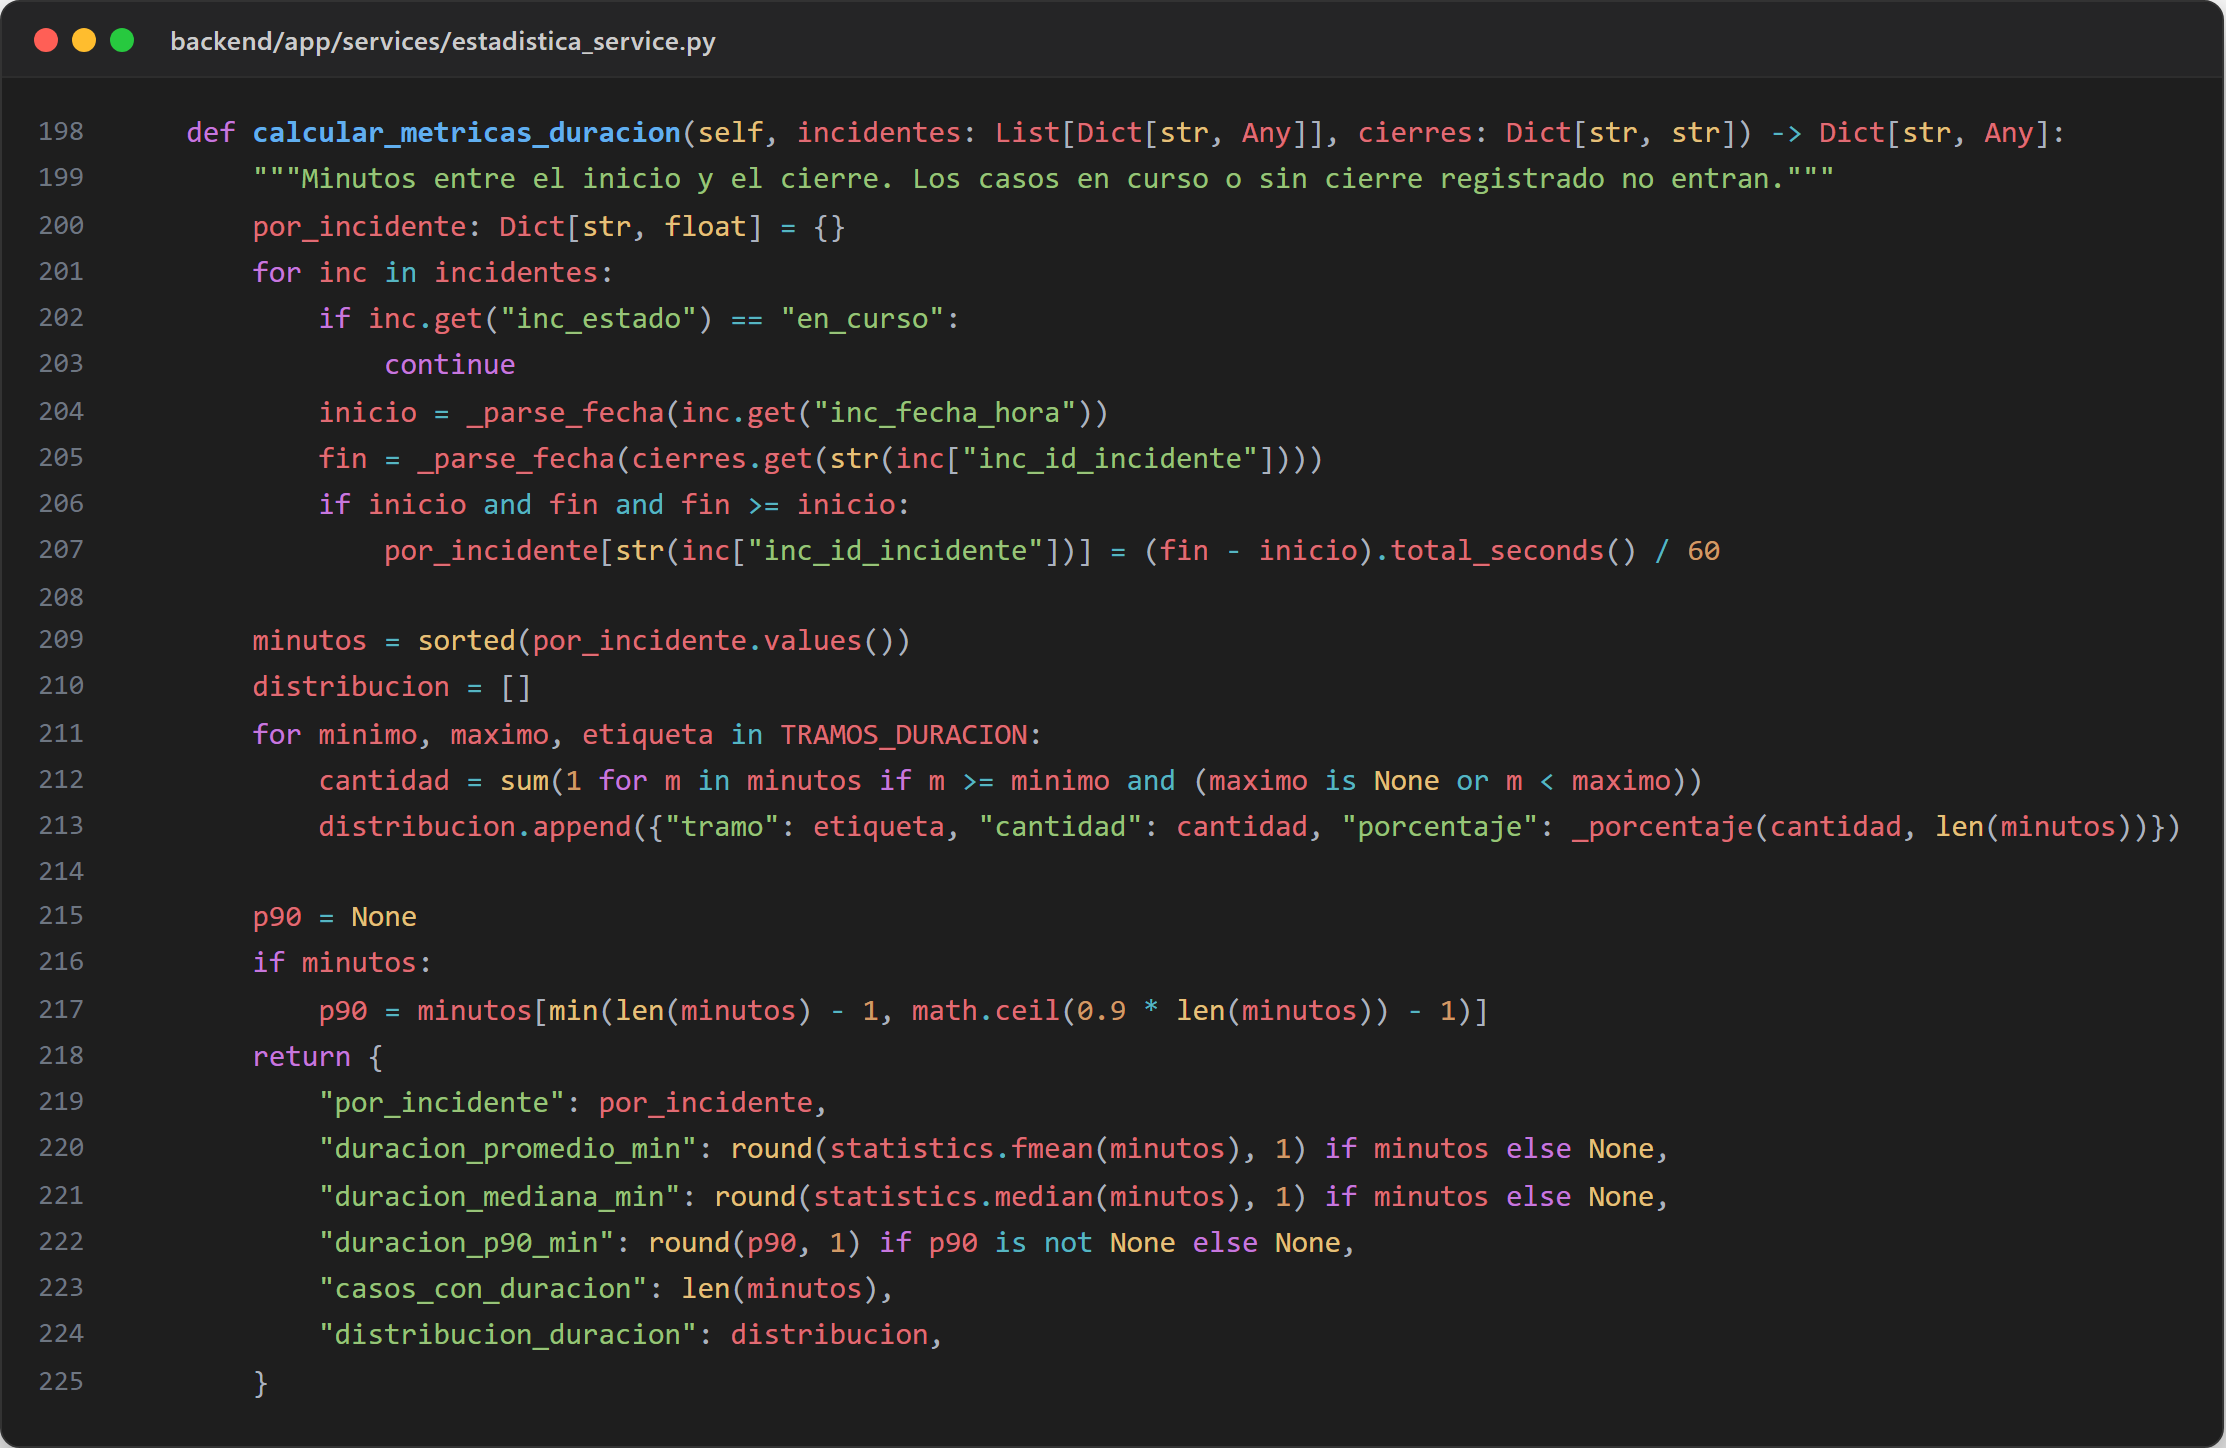 backend/app/services/estadistica_service.py
198     def calcular_metricas_duracion(self, incidentes: List[Dict[str, Any]], cierres: Dict[str, str]) -> Dict[str, Any]:
199         """Minutos entre el inicio y el cierre. Los casos en curso o sin cierre registrado no entran."""
200         por_incidente: Dict[str, float] = {}
201         for inc in incidentes:
202             if inc.get("inc_estado") == "en_curso":
203                 continue
204             inicio = _parse_fecha(inc.get("inc_fecha_hora"))
205             fin = _parse_fecha(cierres.get(str(inc["inc_id_incidente"])))
206             if inicio and fin and fin >= inicio:
207                 por_incidente[str(inc["inc_id_incidente"])] = (fin - inicio).total_seconds() / 60
208
209         minutos = sorted(por_incidente.values())
210         distribucion = []
211         for minimo, maximo, etiqueta in TRAMOS_DURACION:
212             cantidad = sum(1 for m in minutos if m >= minimo and (maximo is None or m < maximo))
213             distribucion.append({"tramo": etiqueta, "cantidad": cantidad, "porcentaje": _porcentaje(cantidad, len(minutos))})
214
215         p90 = None
216         if minutos:
217             p90 = minutos[min(len(minutos) - 1, math.ceil(0.9 * len(minutos)) - 1)]
218         return {
219             "por_incidente": por_incidente,
220             "duracion_promedio_min": round(statistics.fmean(minutos), 1) if minutos else None,
221             "duracion_mediana_min": round(statistics.median(minutos), 1) if minutos else None,
222             "duracion_p90_min": round(p90, 1) if p90 is not None else None,
223             "casos_con_duracion": len(minutos),
224             "distribucion_duracion": distribucion,
225         }